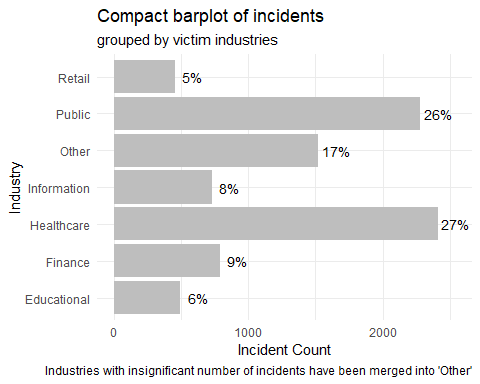 Compact barplot of incidents
grouped by victim industries
Industry
Retail 5%
Public 26%
Other 17%
Information 8%
Healthcare 27%
Finance 9%
Educational 6%
0 1000 2000
Incident Count
Industries with insignificant number of incidents have been merged into 'Other'